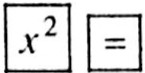 x² =